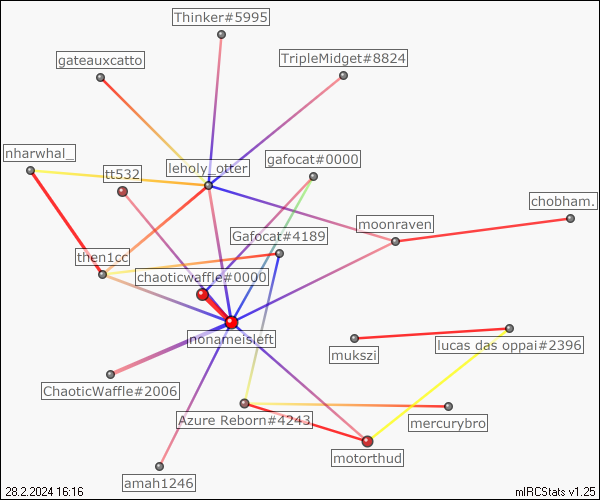 Thinker#5995
gateauxcatto
TripleMidget#8824
nharwhal_
tt532
leholy_otter
gafocat#0000
chobham.
moonraven
Gafocat#4189
then1cc
chaoticwaffle#0000
nonameisleft
lucas das oppai#2396
mukszi
ChaoticWaffle#2006
Azure Reborn#4243
mercurybro
motorthud
amah1246
28.2.2024 16:16
mIRCStats v1.25